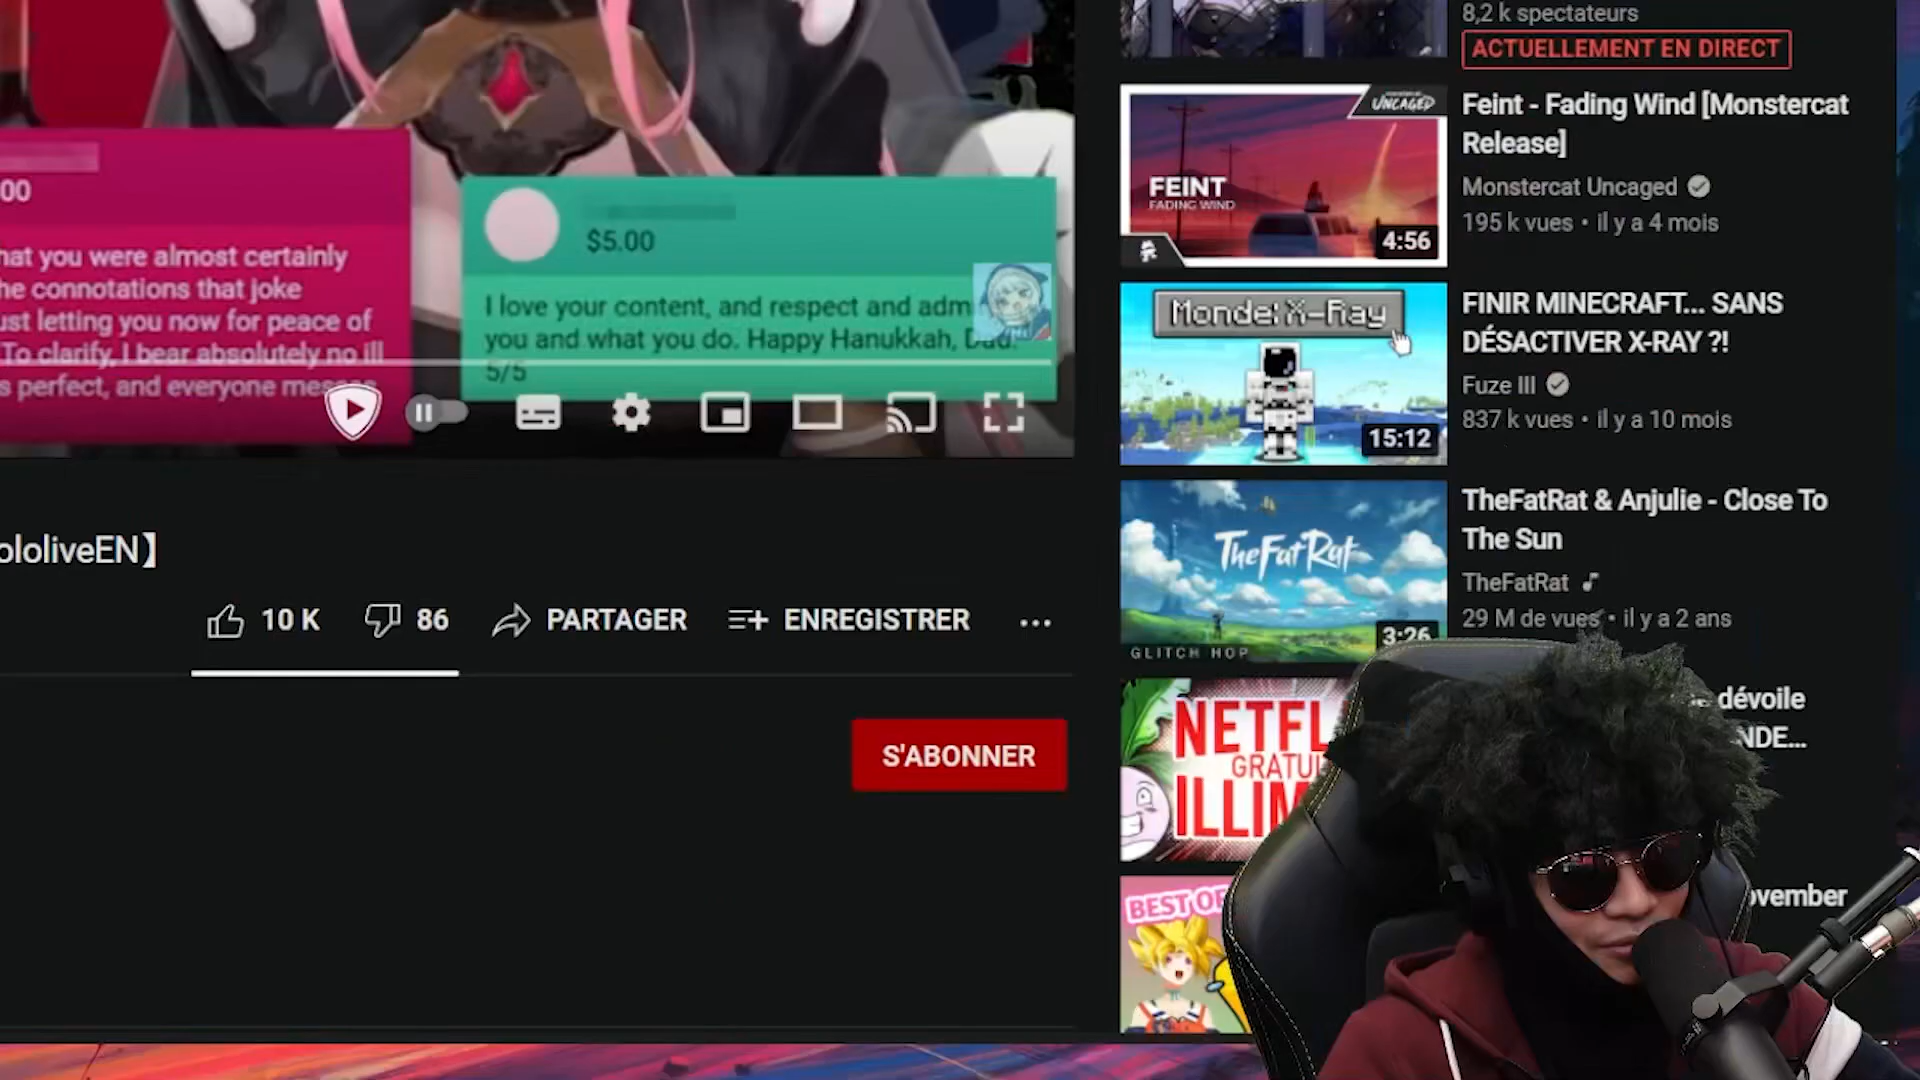 00
hat you were almost certainly
he connotations that joke
ust letting you now for peace of
To clarify, I bear absolutely no ill
s perfect, and everyone
$5.00
I love your content, and respect and adm
you and what you do. Happy Hanukkah, Dad.
5/5
ololiveEN】
10 K
86
PARTAGER
ENREGISTRER
S'ABONNER
8,2 k spectateurs
ACTUELLEMENT EN DIRECT
UNCAGED
FEINT
FADING WIND
4:56
Feint - Fading Wind [Monstercat
Release]
Monstercat Uncaged
195 k vues • il y a 4 mois
Monde: X-Ray
15:12
FINIR MINECRAFT... SANS
DÉSACTIVER X-RAY ?!
Fuze III
837 k vues • il y a 10 mois
TheFatRat
GLITCH HOP
3:26
TheFatRat & Anjulie - Close To
The Sun
TheFatRat
29 M de vues • il y a 2 ans
NETFL
GRATUI
ILLIM
dévoile
NDE...
BEST OF
ovember